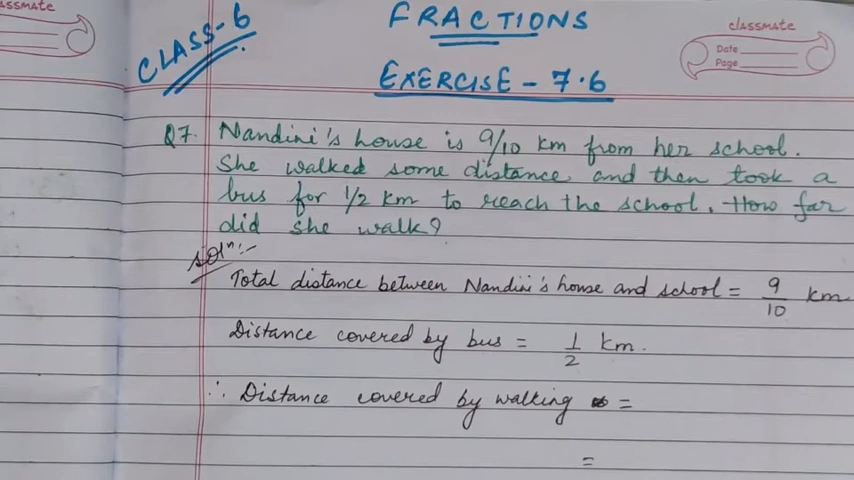 assmate
CLASS-6
FRACTIONS
EXERCISE - 7.6
classmate
Date
Page
Q7. Nandini's house is 9/10 km from her school.
She walked some distance and then took a
bus for 1/2 km to reach the school. How far
did she walk?
Solⁿ:-
Total distance between Nandini's house and school = 9/10 km
Distance covered by bus = 1/2 km.
∴ Distance covered by walking =
=